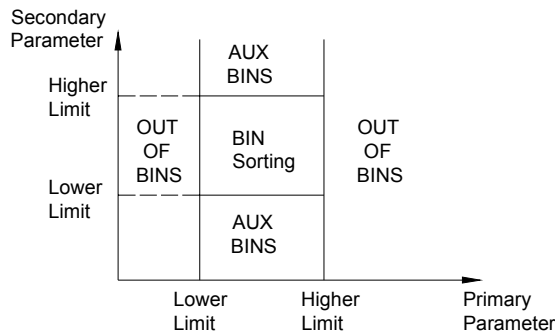 Secondary
Parameter
AUX
BINS
Higher
Limit
OUT
OF
BINS
BIN
Sorting
OUT
OF
BINS
Lower
Limit
AUX
BINS
Lower
Limit
Higher
Limit
Primary
Parameter